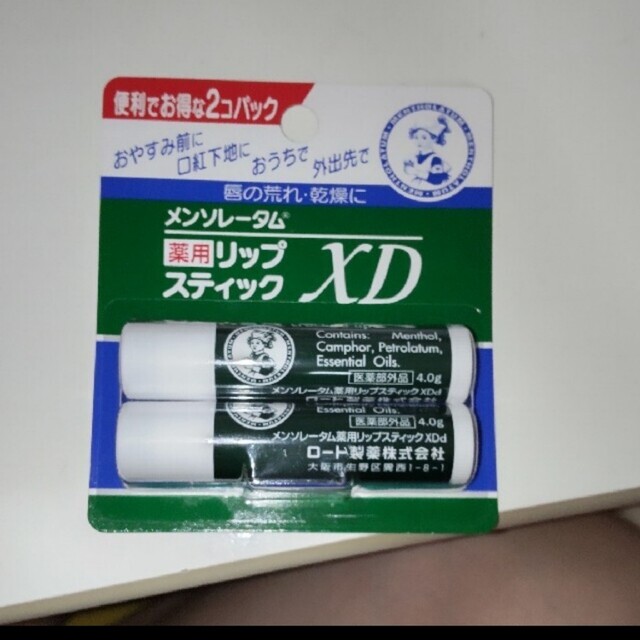 便利でお得な2コパック
おやすみ前に
口紅下地に
おうちで
外出先で
MENTHOLATUM
唇の荒れ・乾燥に
メンソレータム®
薬用リップ
スティック
XD
Contains: Menthol,
Camphor, Petrolatum,
Essential Oils.
医薬部外品 4.0g
メンソレータム薬用リップスティックXDd
Essential Oils.
医薬部外品 4.0g
メンソレータム薬用リップスティックXDd
ロート製薬株式会社
大阪市生野区巽西1-8-1